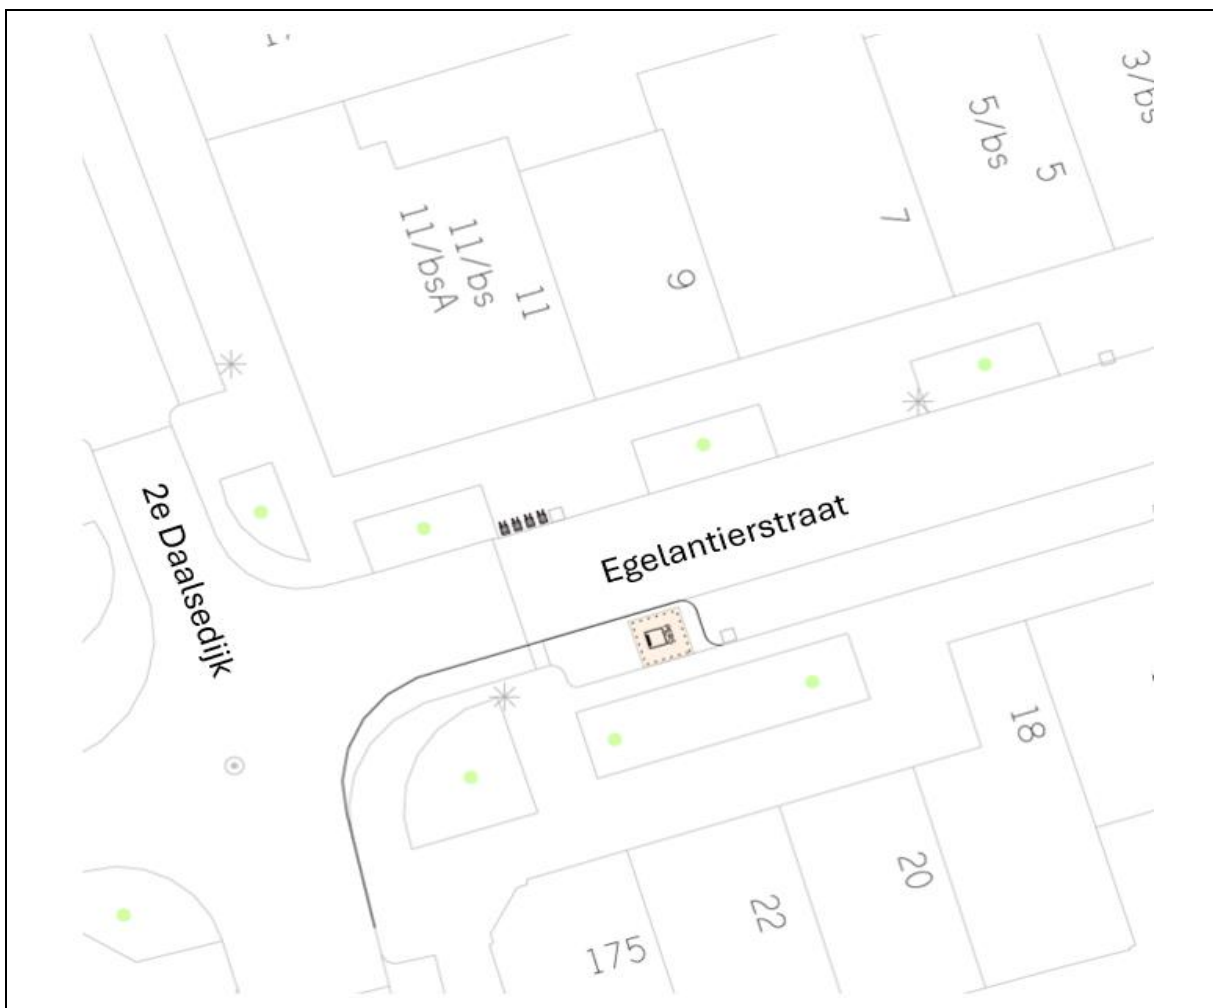 3/bs
5/bs
5
7
9
11
11/bs
11/bsA
2e Daalsedijk
Egelantierstraat
18
20
22
175